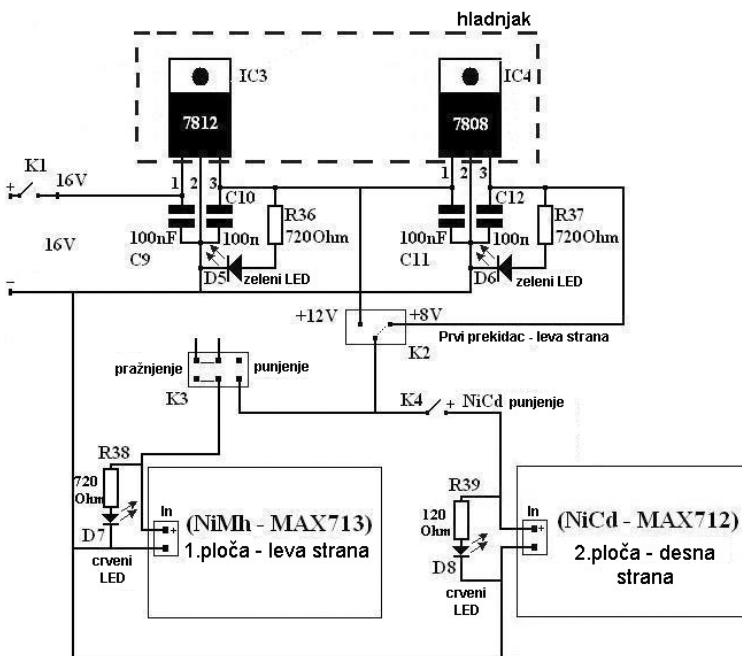 hladnjak
IC3
IC4
7812
7808
K1
+
16V
1 2 3
C10
R36
720Ohm
1 2 3
C12
R37
720Ohm
16V
100nF
C9
100n
D5
zeleni LED
100nF
C11
100n
D6
zeleni LED
−
+12V
+8V
Prvi prekidac - leva strana
K2
pražnjenje
punjenje
K3
K4
+
NiCd punjenje
R38
720
Ohm
D7
crveni
LED
In
+
(NiMh - MAX713)
1.ploča - leva strana
R39
120
Ohm
D8
crveni
LED
In
+
(NiCd - MAX712)
2.ploča - desna
strana